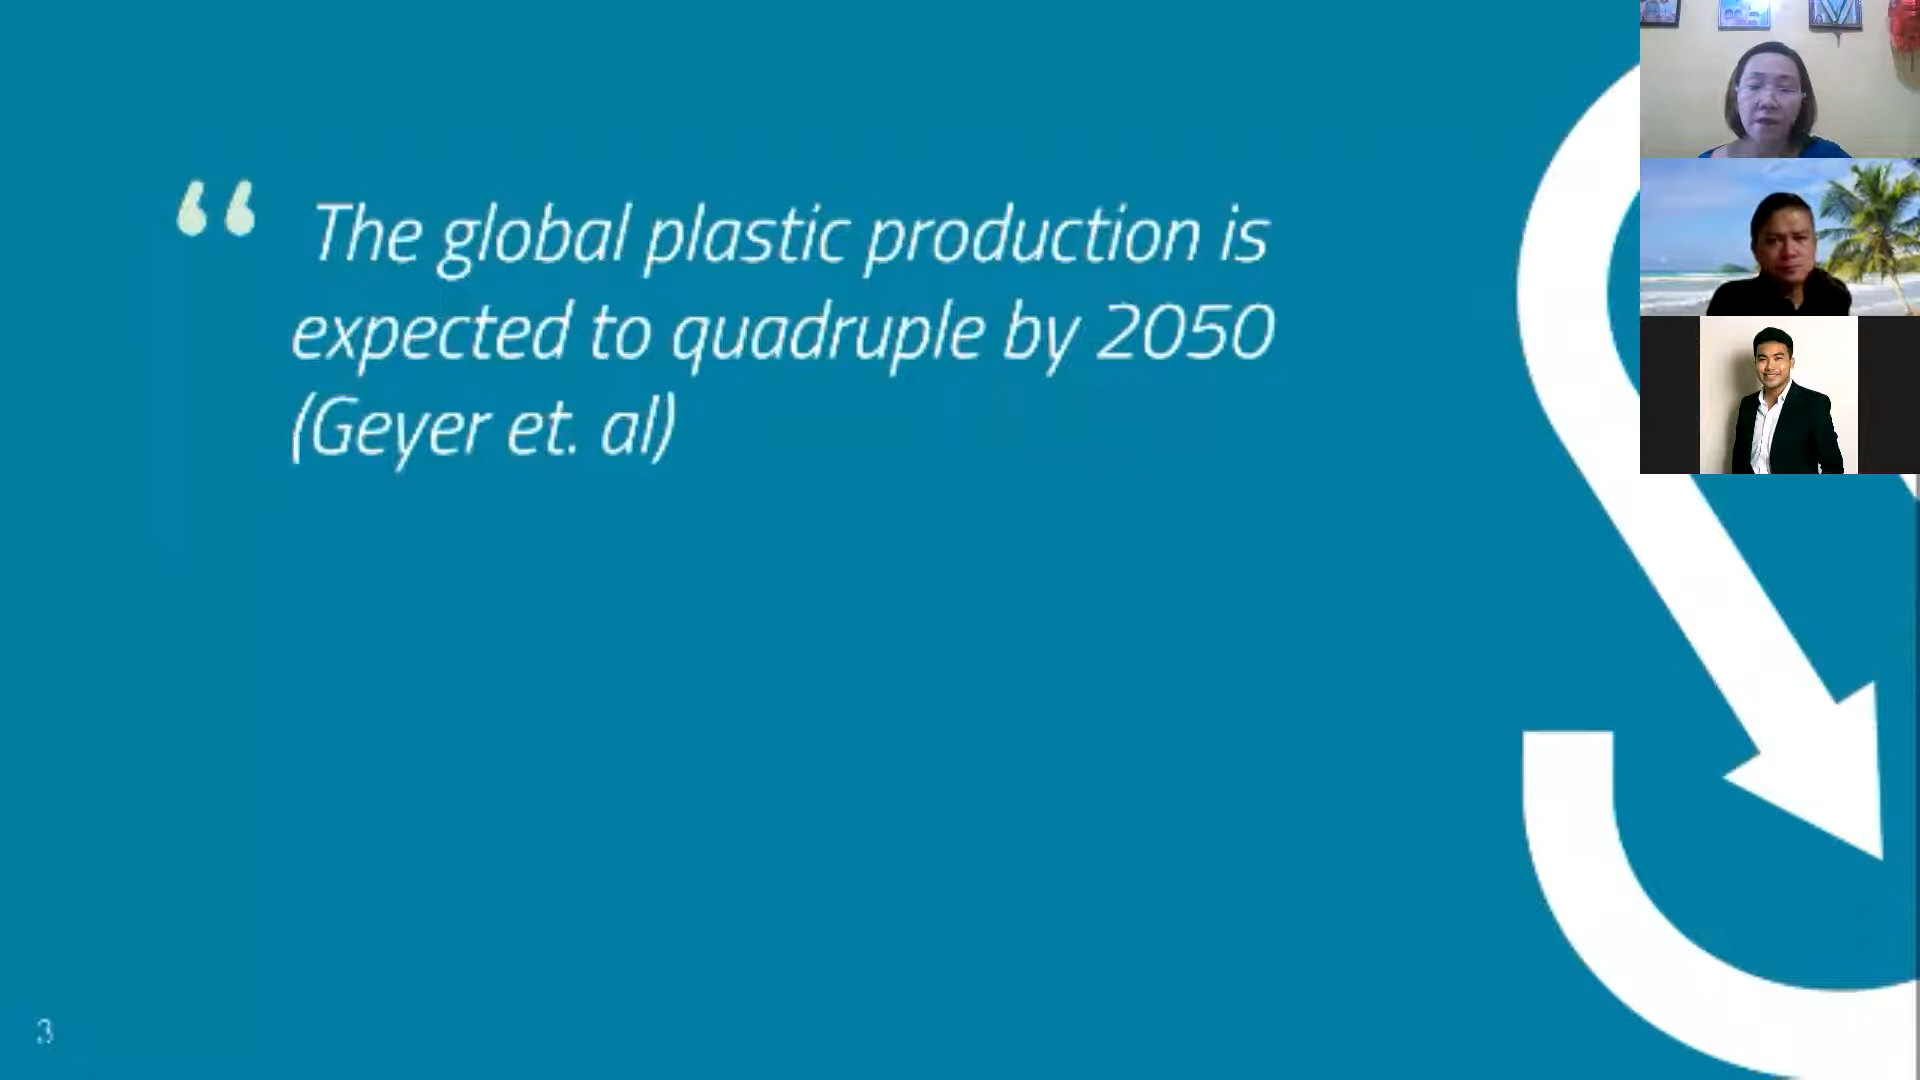 “ The global plastic production is
expected to quadruple by 2050
(Geyer et. al)
3